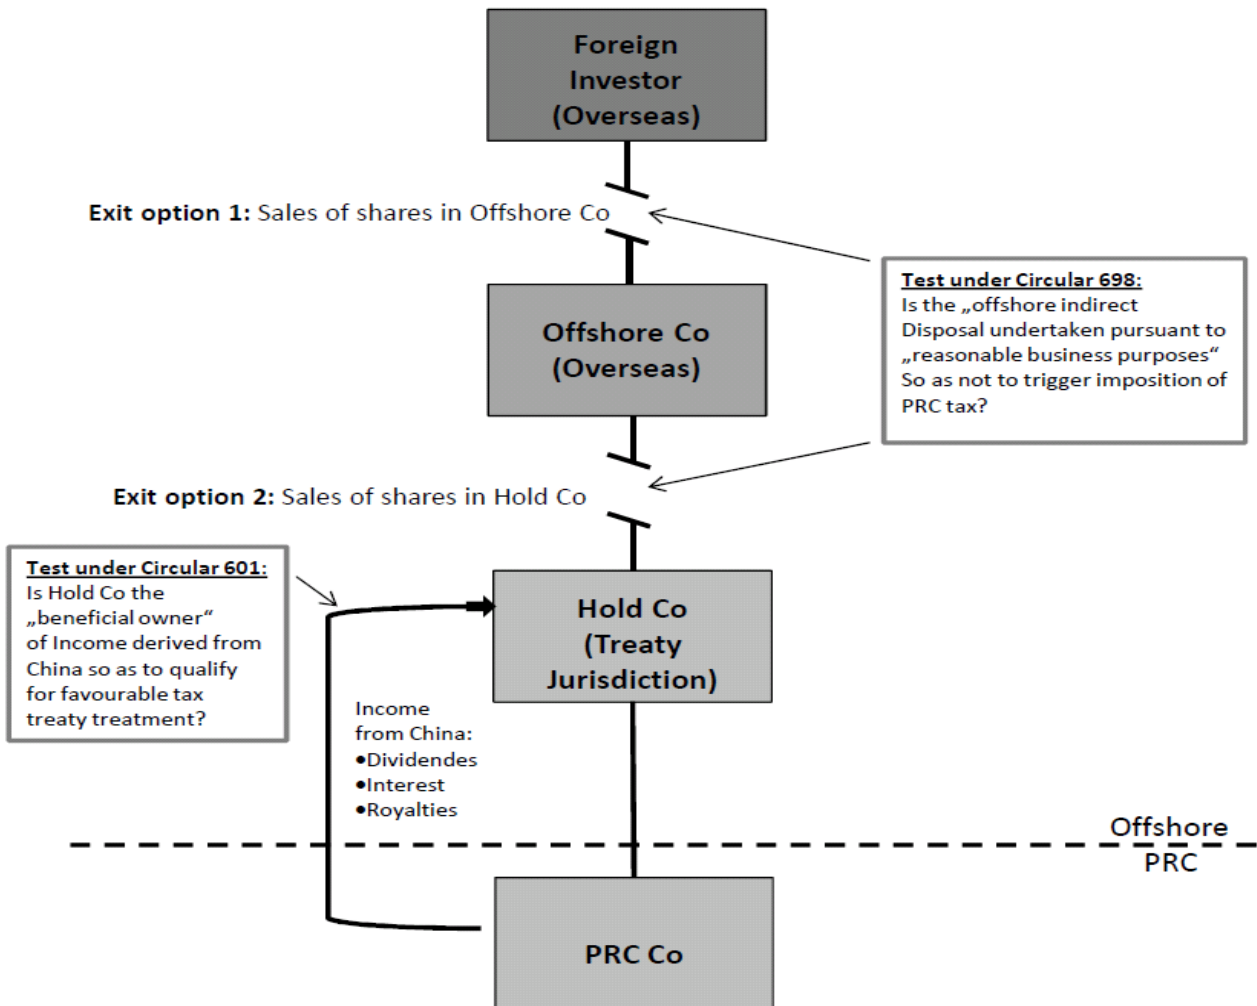 Foreign
Investor
(Overseas)
Exit option 1: Sales of shares in Offshore Co
Test under Circular 698:
Is the „offshore indirect
Disposal undertaken pursuant to
„reasonable business purposes“
So as not to trigger imposition of
PRC tax?
Offshore Co
(Overseas)
Exit option 2: Sales of shares in Hold Co
Test under Circular 601:
Is Hold Co the
„beneficial owner“
of Income derived from
China so as to qualify
for favourable tax
treaty treatment?
Hold Co
(Treaty
Jurisdiction)
Income
from China:
•Dividendes
•Interest
•Royalties
Offshore
PRC
PRC Co